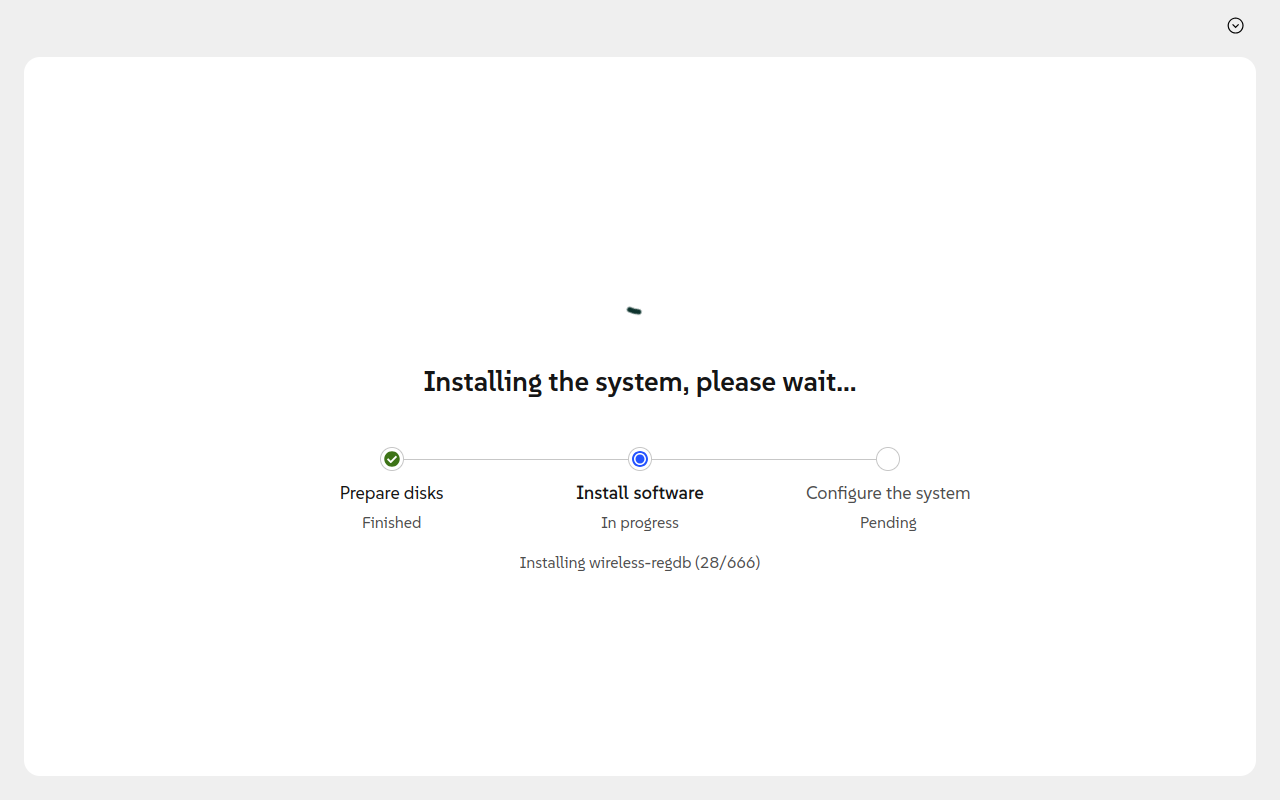 Installing the system, please wait...
Prepare disks
Finished
Install software
In progress
Configure the system
Pending
Installing wireless-regdb (28/666)